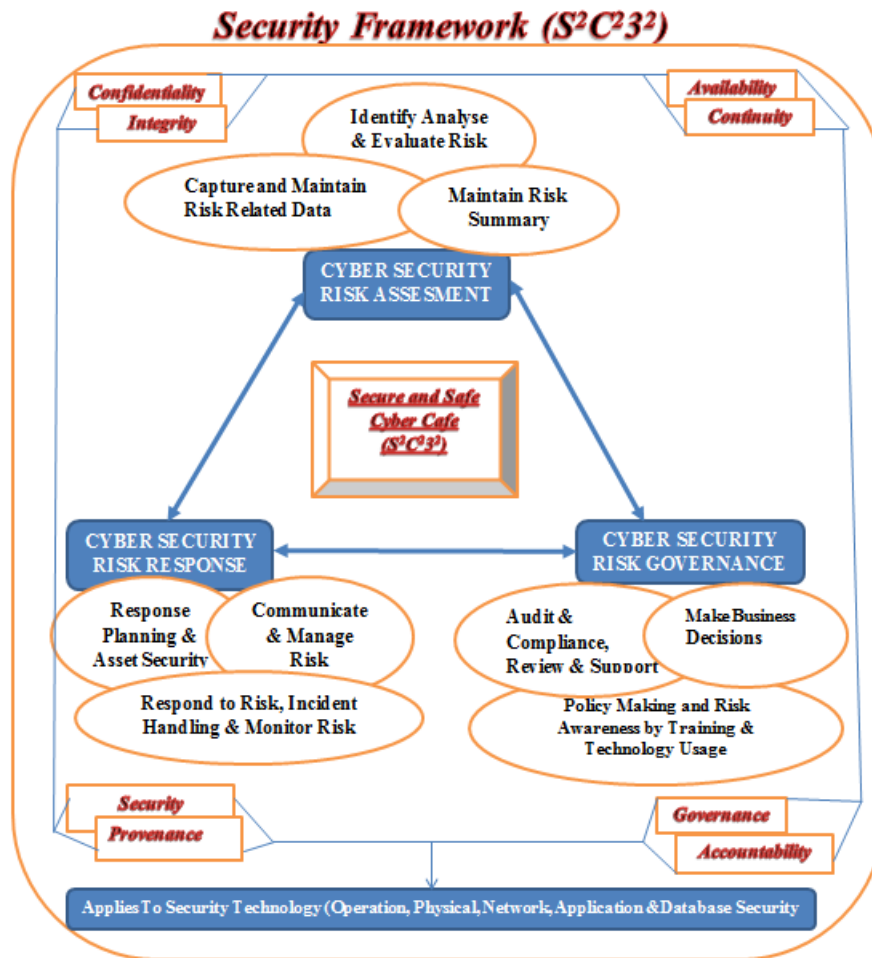 Security Framework (S²C²3²)
Confidentiality
Integrity
Availability
Continuity
Identify Analyse
& Evaluate Risk
Capture and Maintain
Risk Related Data
Maintain Risk
Summary
CYBER SECURITY
RISK ASSESMENT
Secure and Safe
Cyber Cafe
(S²C²3²)
CYBER SECURITY
RISK RESPONSE
CYBER SECURITY
RISK GOVERNANCE
Response
Planning &
Asset Security
Communicate
& Manage
Risk
Respond to Risk, Incident
Handling & Monitor Risk
Audit &
Compliance,
Review & Support
Make Business
Decisions
Policy Making and Risk
Awareness by Training &
Technology Usage
Security
Provenance
Governance
Accountability
Applies To Security Technology (Operation, Physical, Network, Application & Database Security